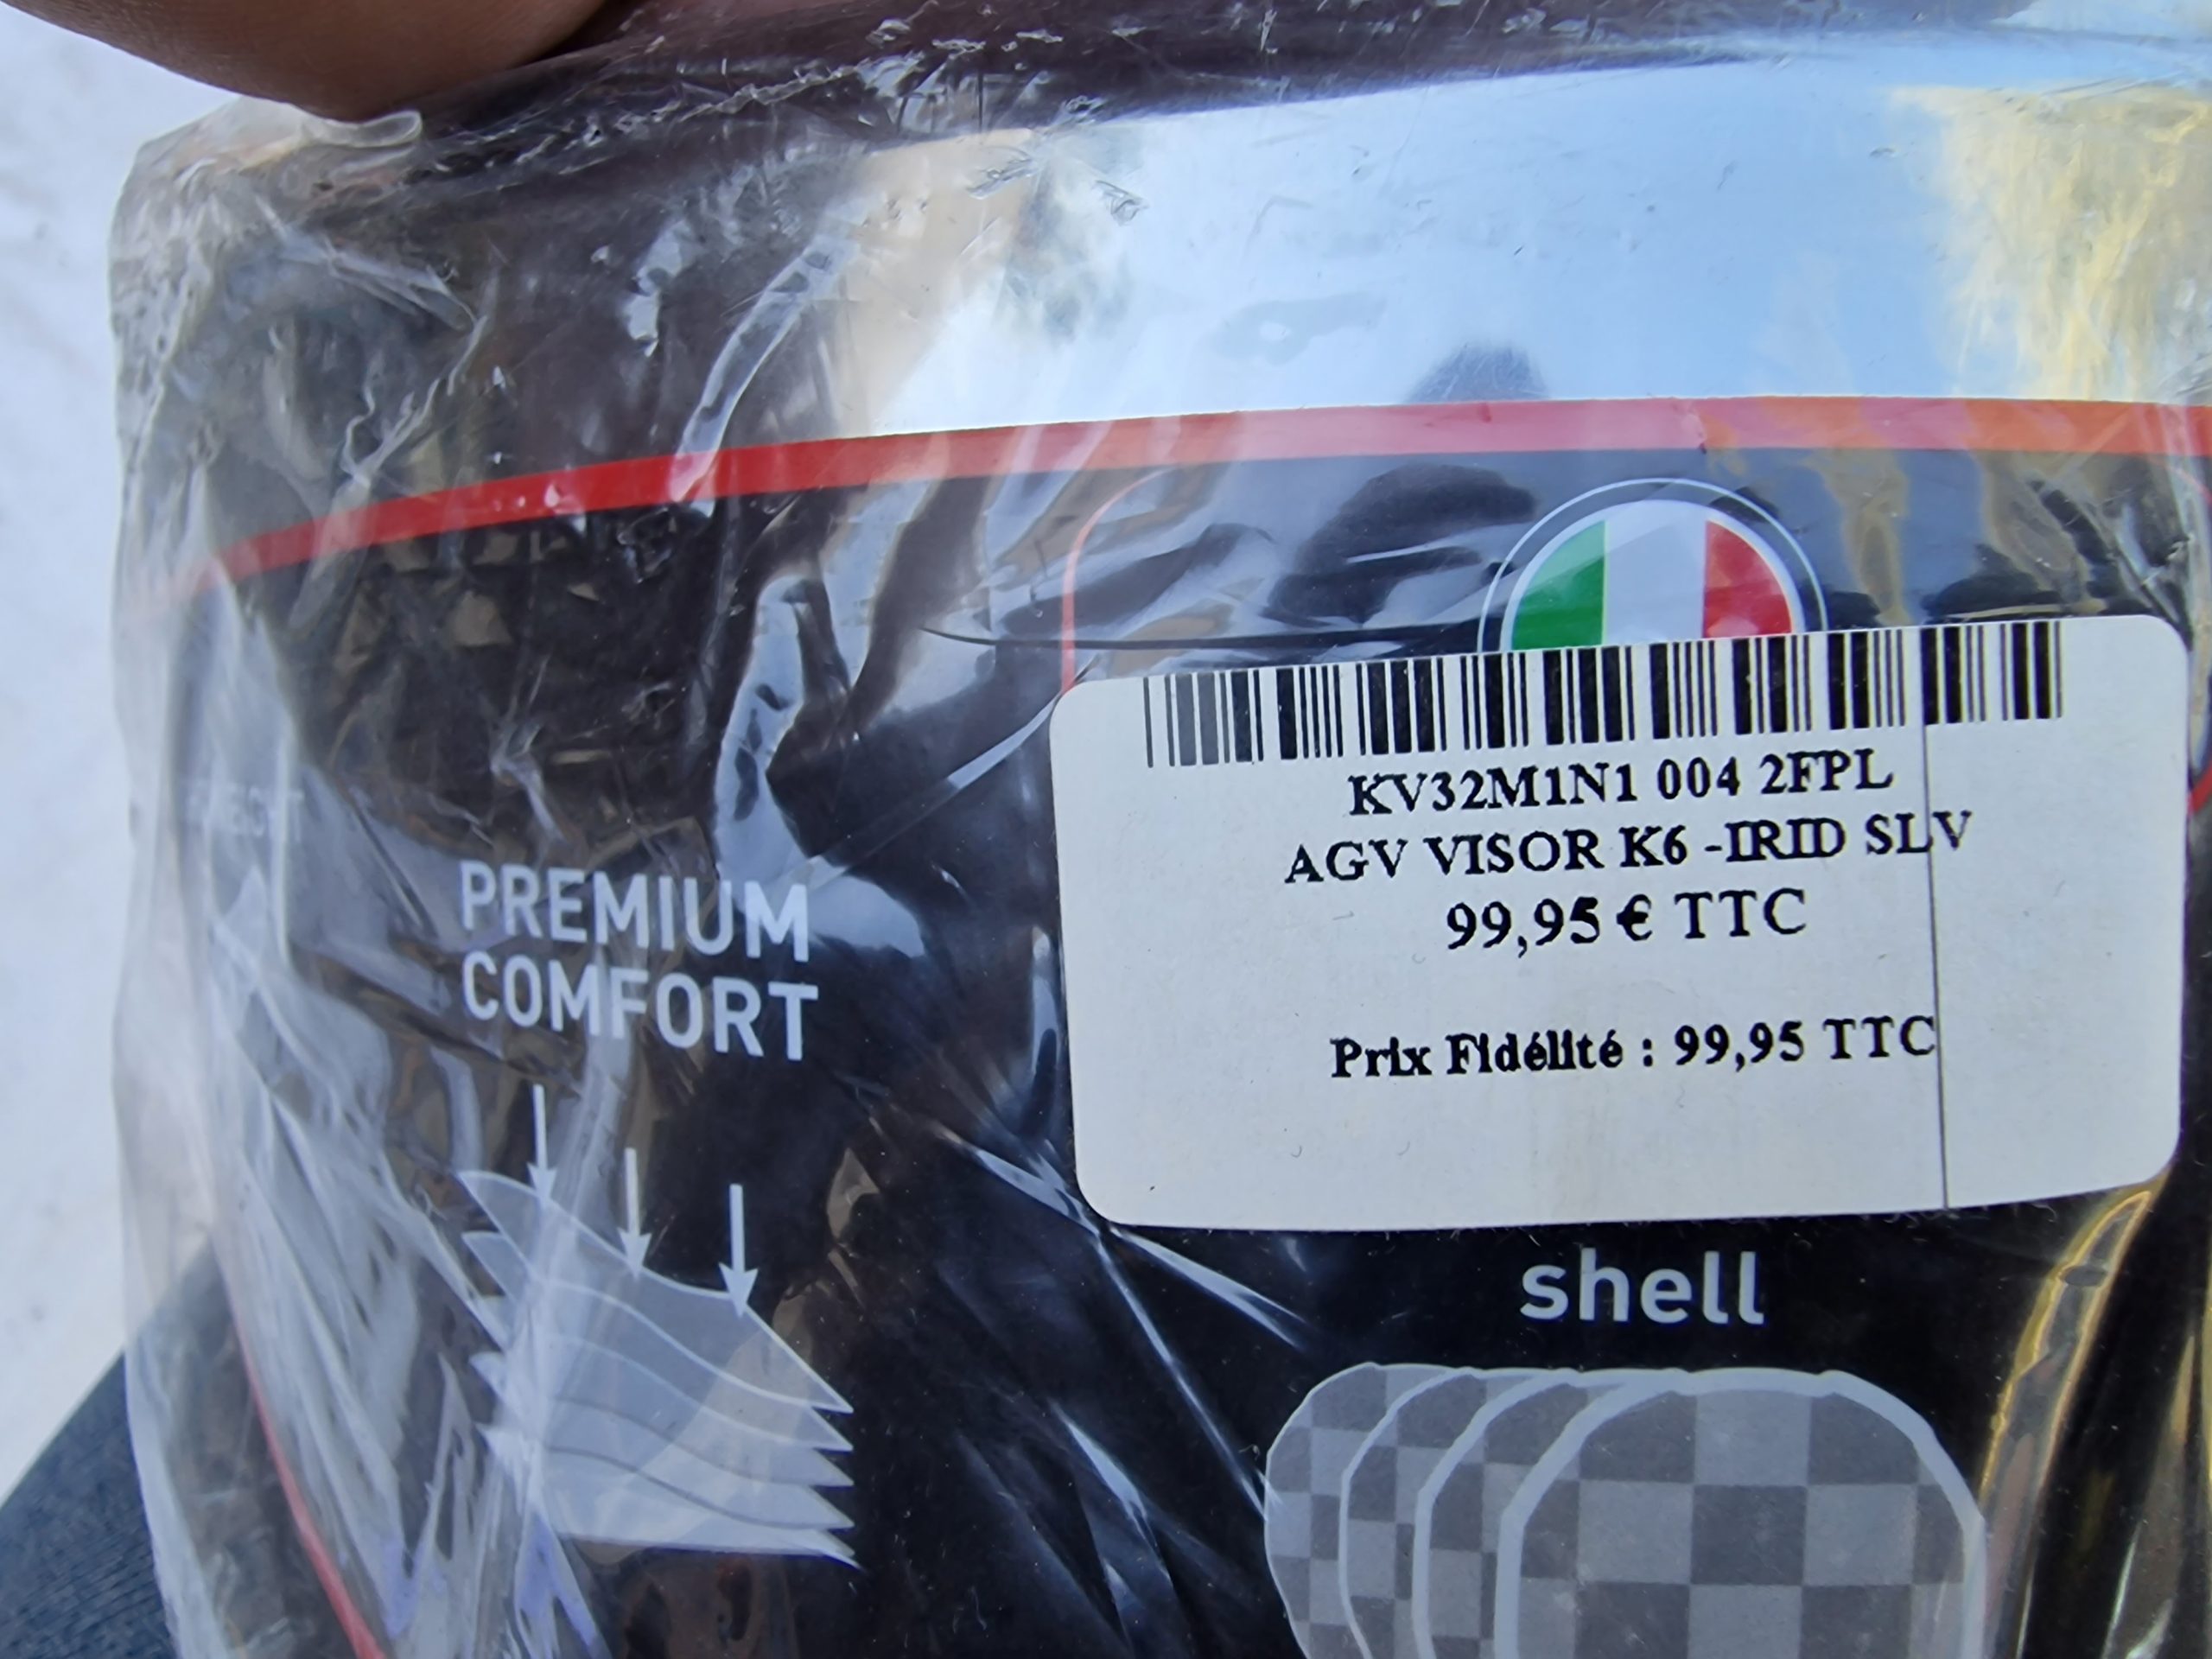 KV32M1N1 004 2FPL
AGV VISOR K6 -IRID SLV
99,95 € TTC
Prix Fidélité : 99,95 TTC
PREMIUM
COMFORT
shell